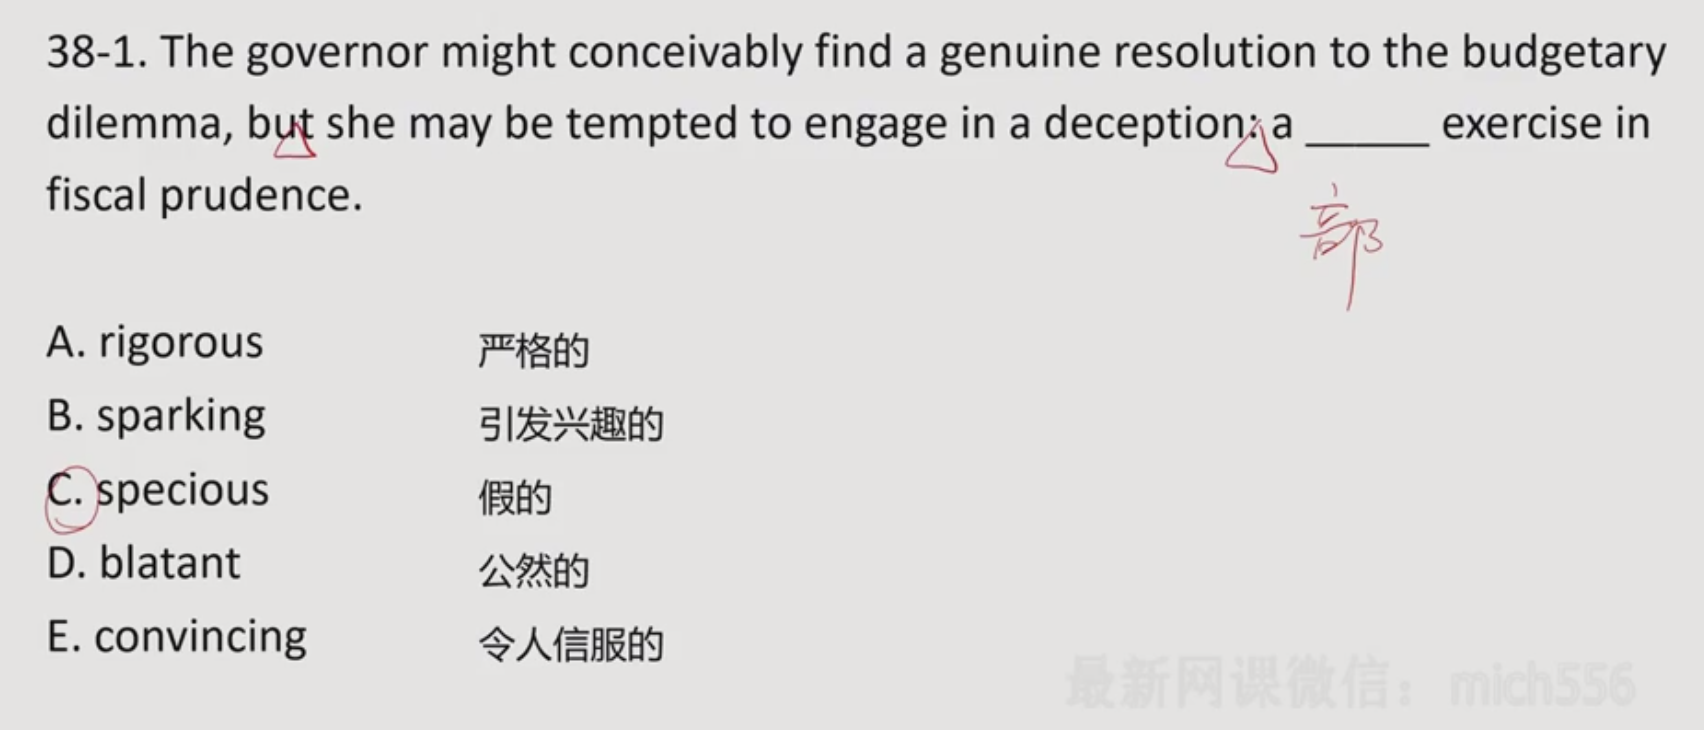 38-1. The governor might conceivably find a genuine resolution to the budgetary
dilemma, but she may be tempted to engage in a deception: a ______ exercise in
fiscal prudence.
部
A. rigorous 严格的
B. sparking 引发兴趣的
C. specious 假的
D. blatant 公然的
E. convincing 令人信服的
最新网课微信：mich556